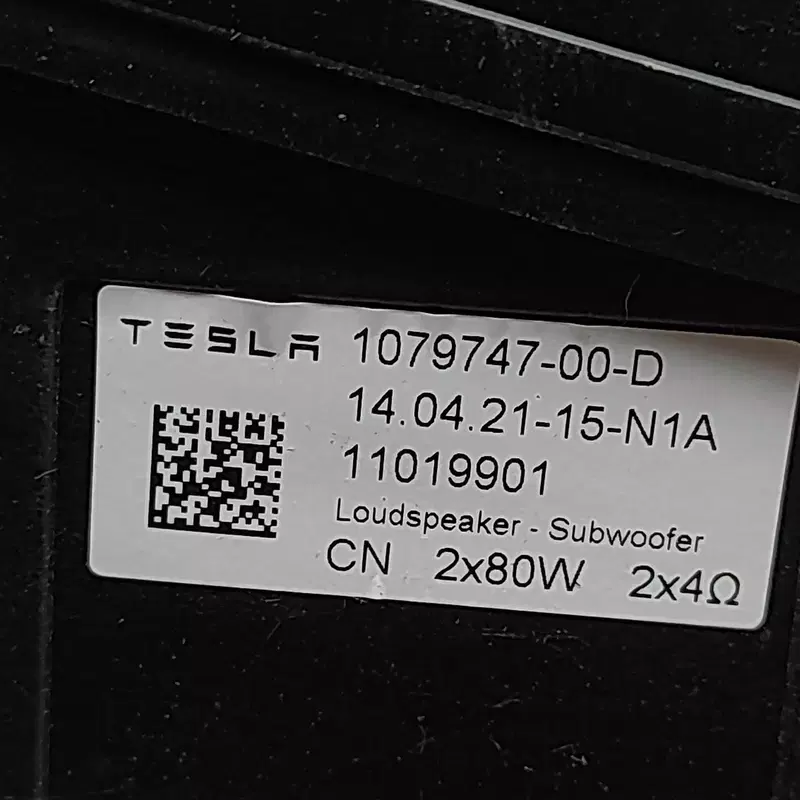 TESLA 1079747-00-D
14.04.21-15-N1A
11019901
Loudspeaker - Subwoofer
CN 2x80W 2x4Ω